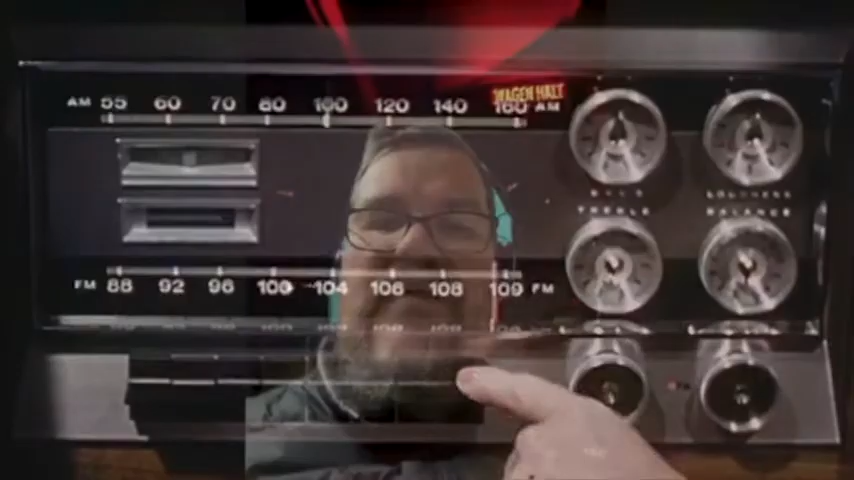 AM 55 60 70 80 100 120 140 160 AM
WAGEN HALT
BASS LOUDNESS
TREBLE BALANCE
FM 88 92 96 100 104 106 108 109 FM